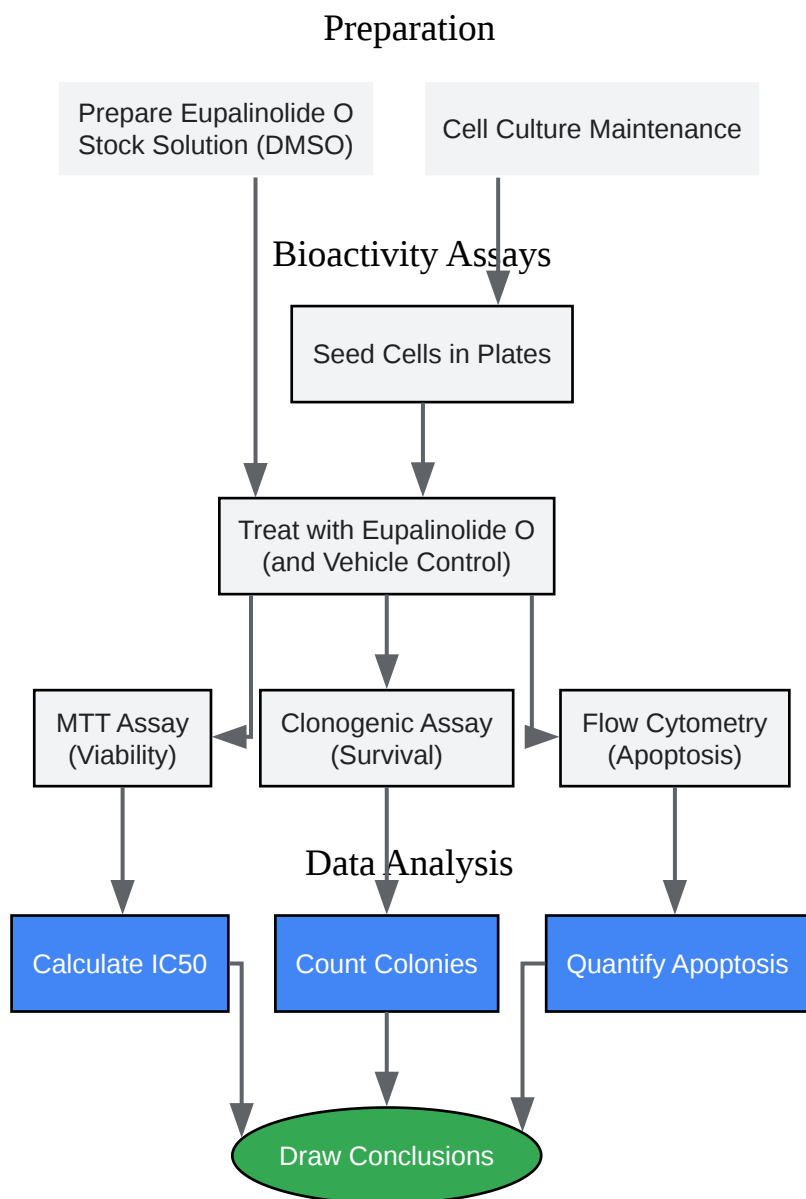 Preparation
Prepare Eupalinolide O
Stock Solution (DMSO)
Cell Culture Maintenance
Bioactivity Assays
Seed Cells in Plates
Treat with Eupalinolide O
(and Vehicle Control)
MTT Assay
(Viability)
Clonogenic Assay
(Survival)
Flow Cytometry
(Apoptosis)
Data Analysis
Calculate IC50
Count Colonies
Quantify Apoptosis
Draw Conclusions